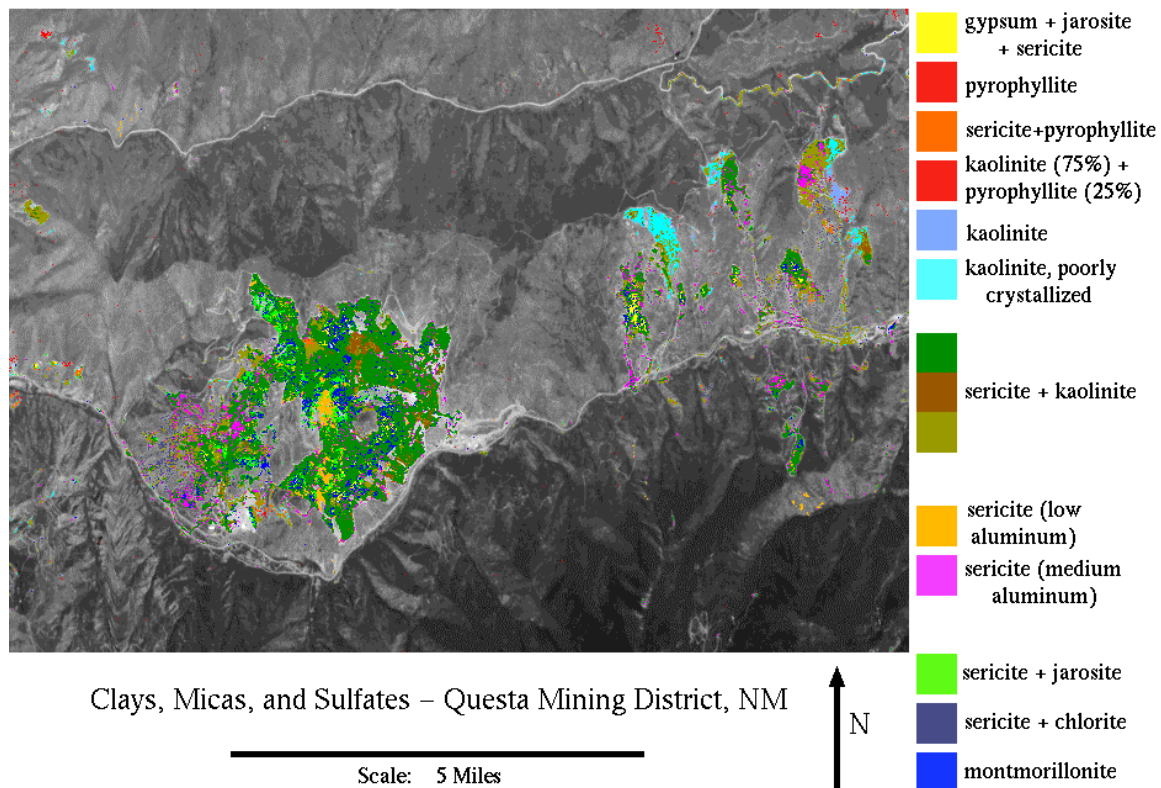 gypsum + jarosite
+ sericite
pyrophyllite
sericite+pyrophyllite
kaolinite (75%) +
pyrophyllite (25%)
kaolinite
kaolinite, poorly
crystallized
sericite + kaolinite
sericite (low
aluminum)
sericite (medium
aluminum)
sericite + jarosite
sericite + chlorite
montmorillonite
Clays, Micas, and Sulfates – Questa Mining District, NM
N
Scale: 5 Miles